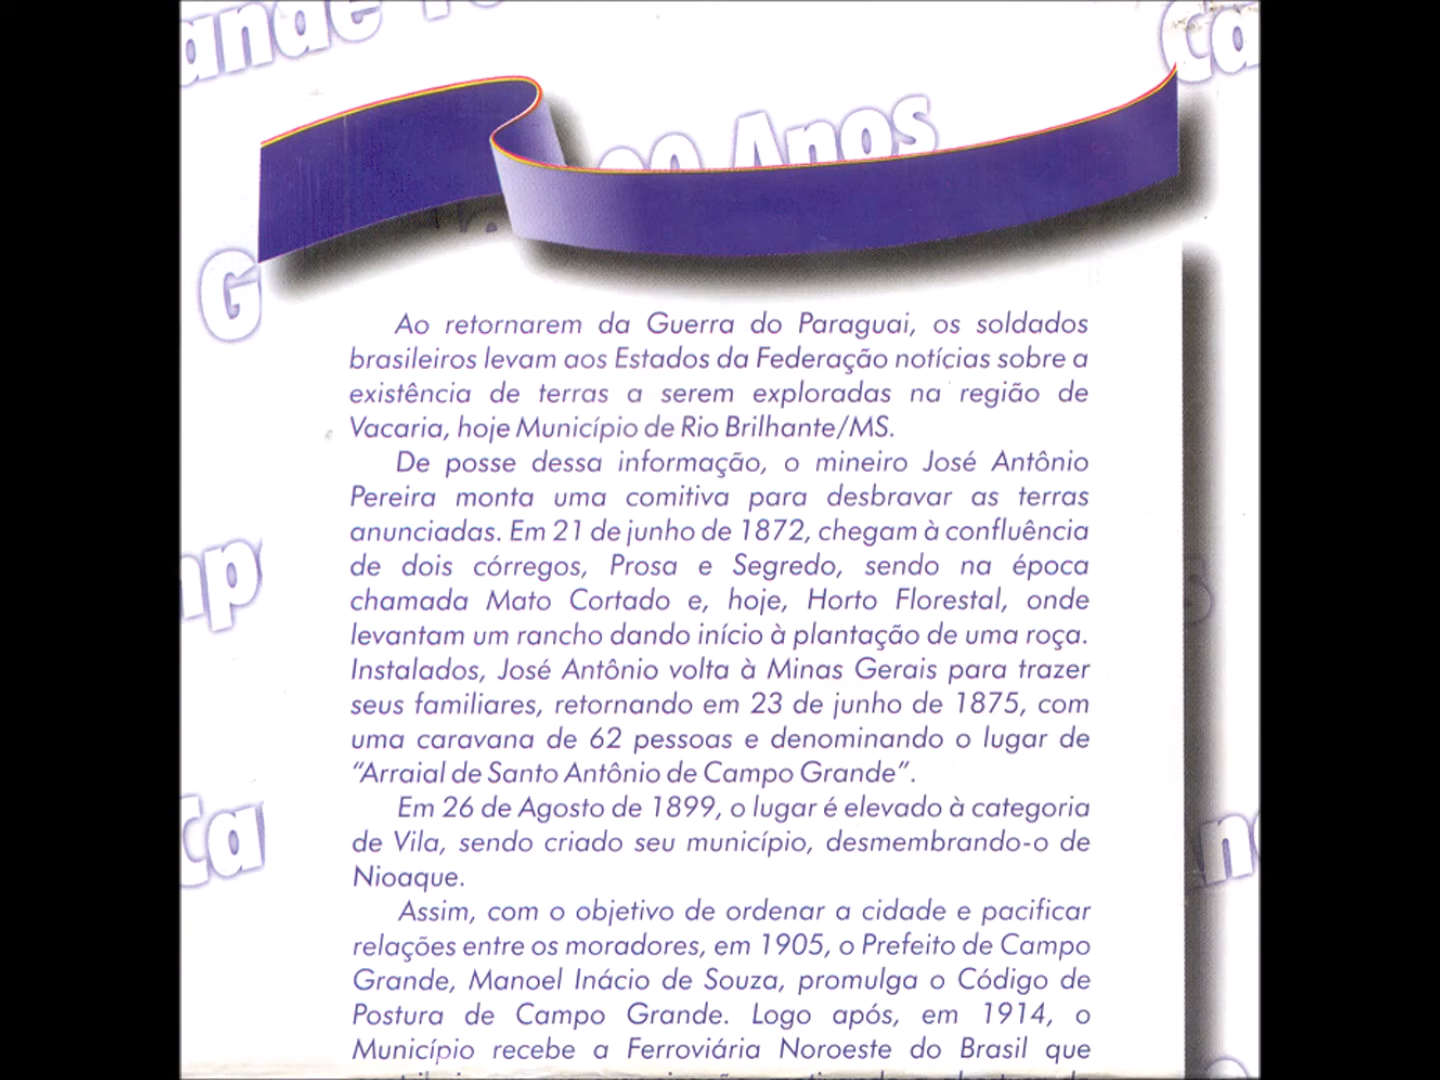 Ca
00 Anos
G
Ao retornarem da Guerra do Paraguai, os soldados
brasileiros levam aos Estados da Federação notícias sobre a
existência de terras a serem exploradas na região de
Vacaria, hoje Município de Rio Brilhante/MS.
De posse dessa informação, o mineiro José Antônio
Pereira monta uma comitiva para desbravar as terras
anunciadas. Em 21 de junho de 1872, chegam à confluência
de dois córregos, Prosa e Segredo, sendo na época
chamada Mato Cortado e, hoje, Horto Florestal, onde
levantam um rancho dando início à plantação de uma roça.
Instalados, José Antônio volta à Minas Gerais para trazer
seus familiares, retornando em 23 de junho de 1875, com
uma caravana de 62 pessoas e denominando o lugar de
“Arraial de Santo Antônio de Campo Grande”.
Em 26 de Agosto de 1899, o lugar é elevado à categoria
de Vila, sendo criado seu município, desmembrando-o de
Nioaque.
Assim, com o objetivo de ordenar a cidade e pacificar
relações entre os moradores, em 1905, o Prefeito de Campo
Grande, Manoel Inácio de Souza, promulga o Código de
Postura de Campo Grande. Logo após, em 1914, o
Município recebe a Ferroviária Noroeste do Brasil que
Ca